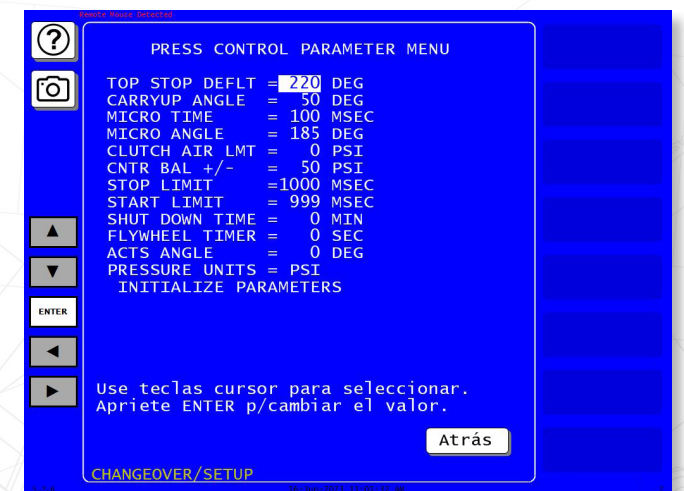 Remote Mouse Detected
?
PRESS CONTROL PARAMETER MENU
TOP STOP DEFLT = 220 DEG
CARRYUP ANGLE = 50 DEG
MICRO TIME = 100 MSEC
MICRO ANGLE = 185 DEG
CLUTCH AIR LMT = 0 PSI
CNTR BAL +/- = 50 PSI
STOP LIMIT =1000 MSEC
START LIMIT = 999 MSEC
SHUT DOWN TIME = 0 MIN
FLYWHEEL TIMER = 0 SEC
ACTS ANGLE = 0 DEG
PRESSURE UNITS = PSI
INITIALIZE PARAMETERS
ENTER
Use teclas cursor para seleccionar.
Apriete ENTER p/cambiar el valor.
Atrás
CHANGEOVER/SETUP